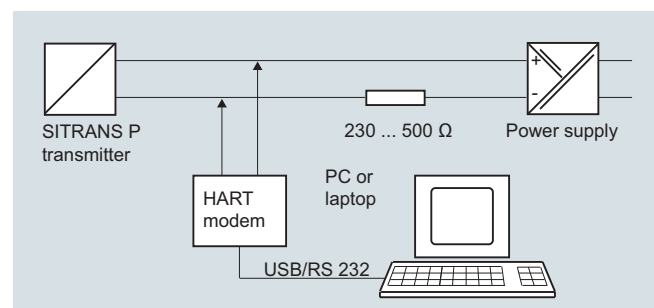 +
-
SITRANS P
transmitter
230 ... 500 Ω
Power supply
HART
modem
PC or
laptop
USB/RS 232